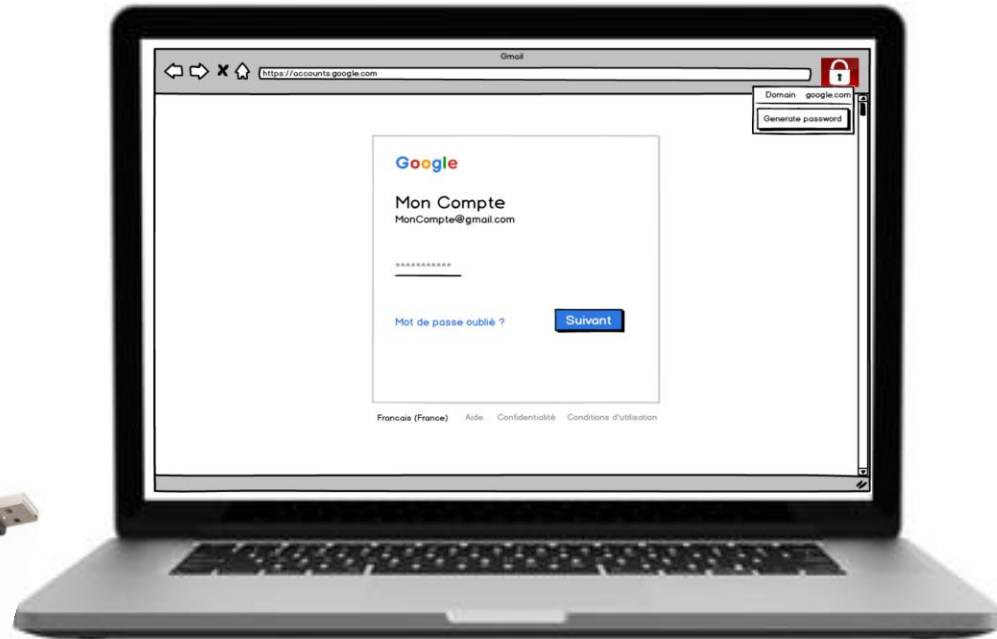 Gmail
https://accounts.google.com
Domain google.com
Generate password
Google
Mon Compte
MonCompte@gmail.com
***********
Mot de passe oublié ?
Suivant
Francais (France) Aide Confidentialité Conditions d'utilisation